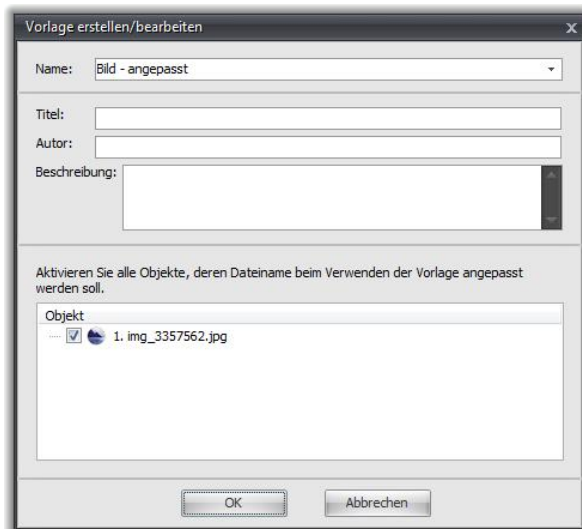 Vorlage erstellen/bearbeiten x
Name: Bild - angepasst
Titel:
Autor:
Beschreibung:
Aktivieren Sie alle Objekte, deren Dateiname beim Verwenden der Vorlage angepasst
werden soll.
Objekt
1. img_3357562.jpg
OK Abbrechen